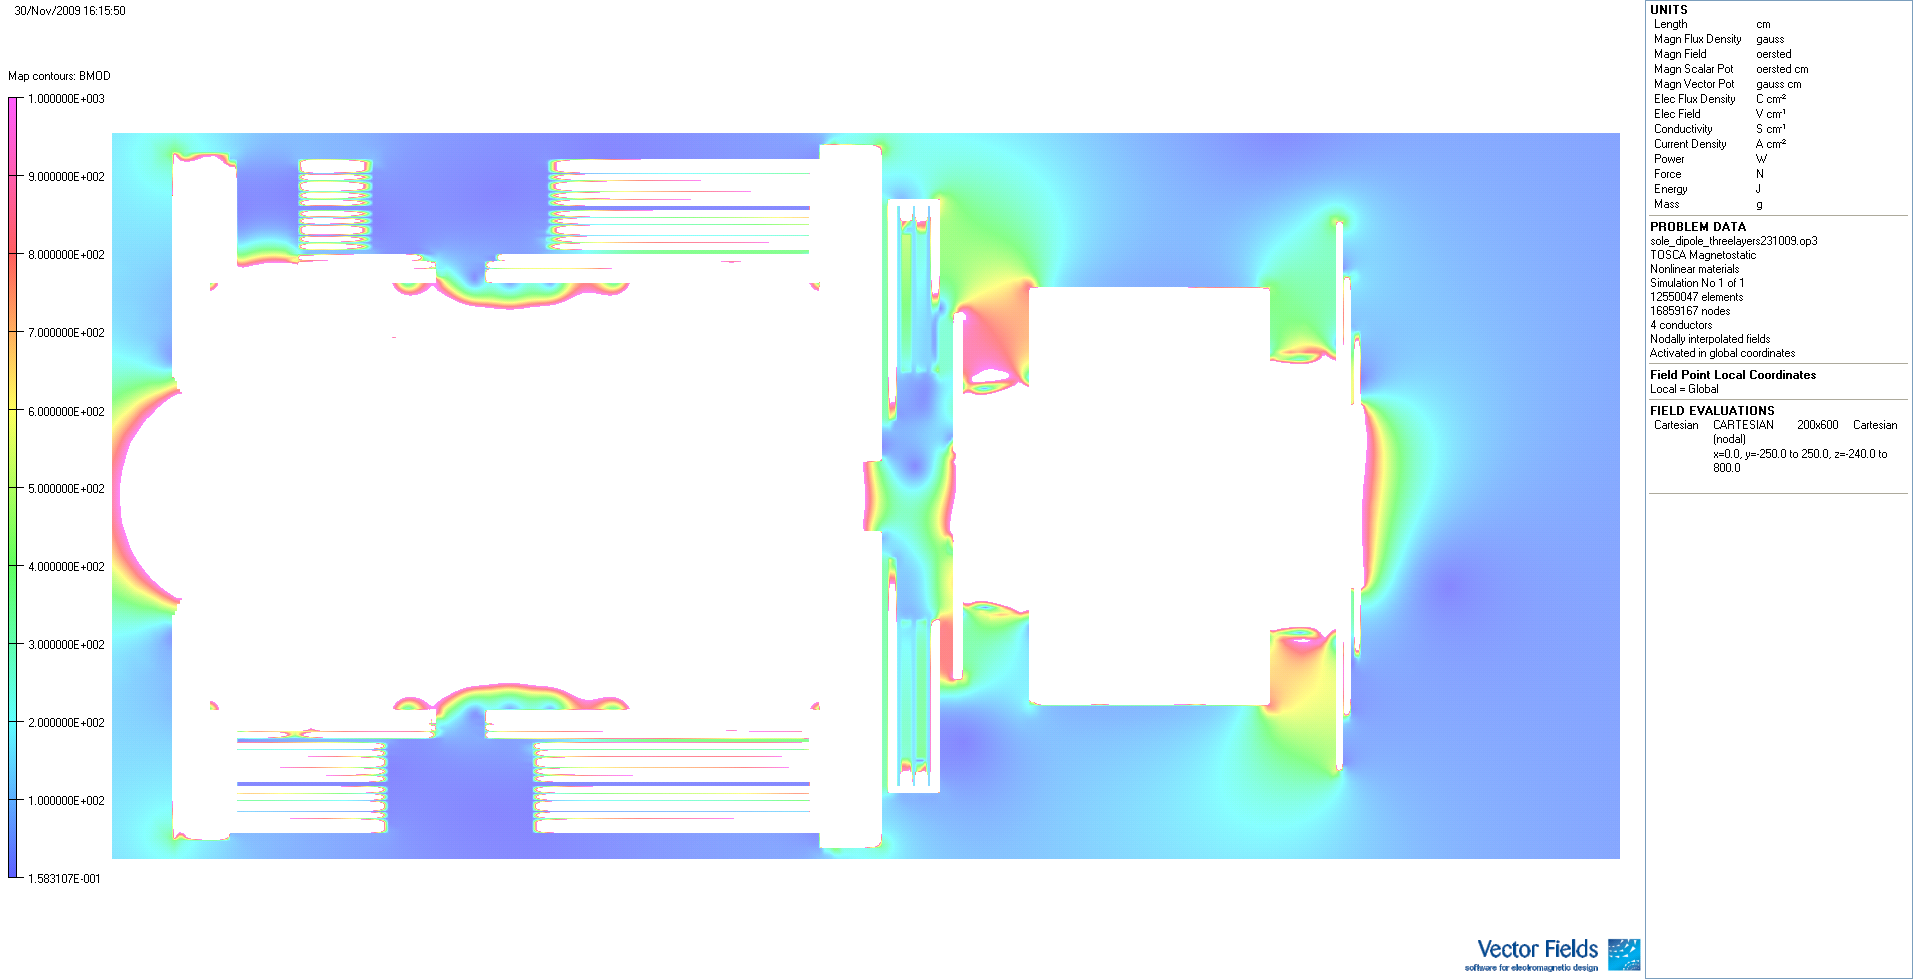 30/Nov/2009 16:15:50
Map contours: BMOD
1.000000E+003
9.000000E+002
8.000000E+002
7.000000E+002
6.000000E+002
5.000000E+002
4.000000E+002
3.000000E+002
2.000000E+002
1.000000E+002
1.583107E-001
UNITS
Length cm
Magn Flux Density gauss
Magn Field oersted
Magn Scalar Pot oersted cm
Magn Vector Pot gauss cm
Elec Flux Density C cm⁻²
Elec Field V cm⁻¹
Conductivity S cm⁻¹
Current Density A cm⁻²
Power W
Force N
Energy J
Mass g
PROBLEM DATA
sole_dipole_threelayers231009.op3
TOSCA Magnetostatic
Nonlinear materials
Simulation No 1 of 1
12550047 elements
16859167 nodes
4 conductors
Nodally interpolated fields
Activated in global coordinates
Field Point Local Coordinates
Local = Global
FIELD EVALUATIONS
Cartesian CARTESIAN 200x600 Cartesian
(nodal)
x=0.0, y=-250.0 to 250.0, z=-240.0 to
800.0
Vector Fields
software for electromagnetic design